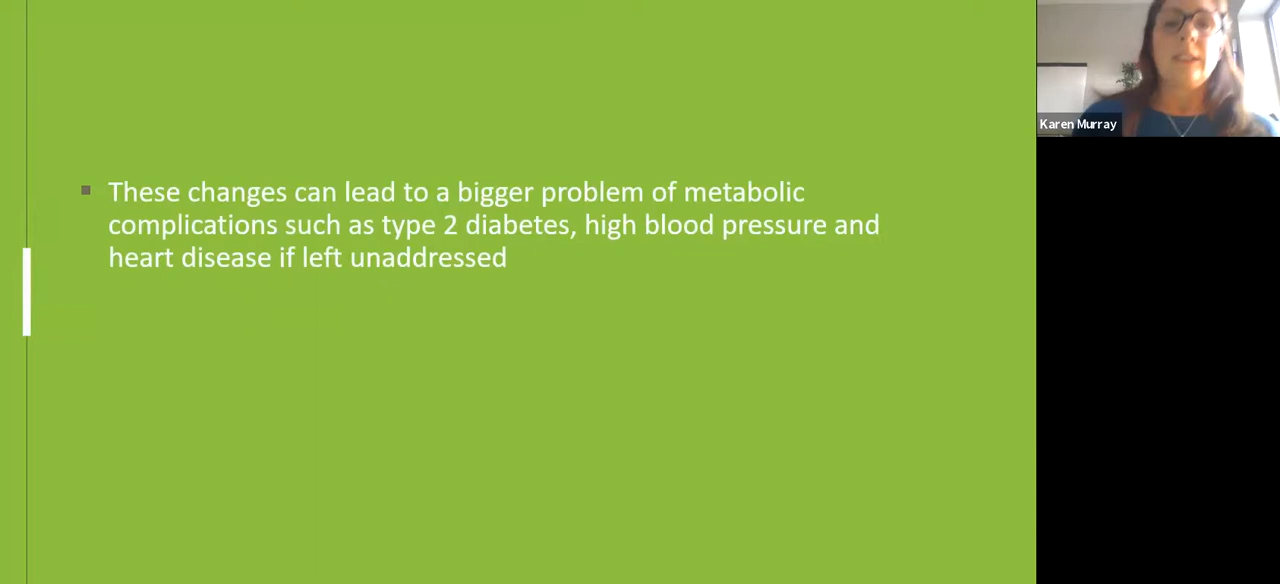 These changes can lead to a bigger problem of metabolic
complications such as type 2 diabetes, high blood pressure and
heart disease if left unaddressed
Karen Murray